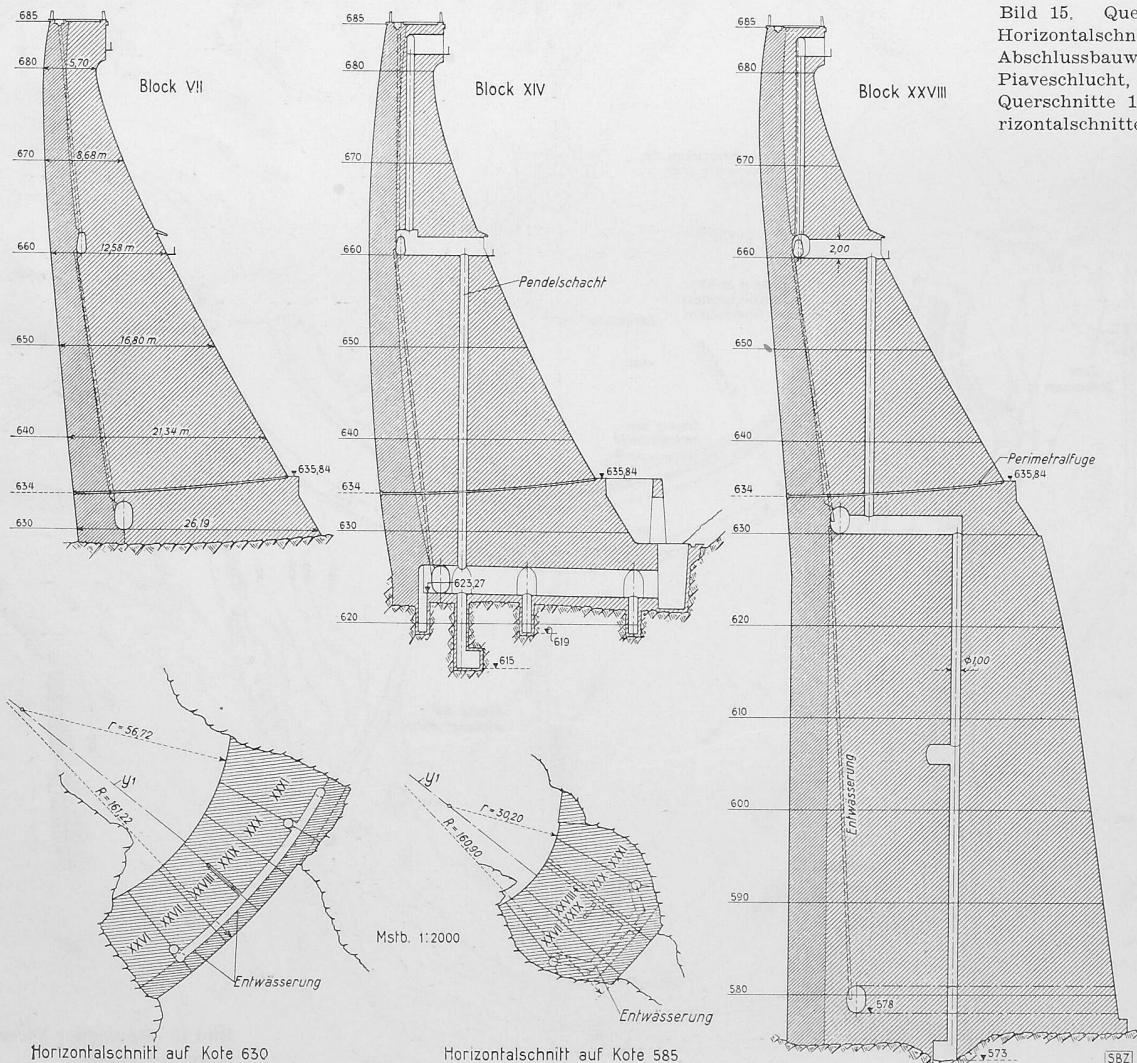 Bild 15. Que
Horizontalschn
Abschlussbauw
Piaveschlucht,
Querschnitte 1
rizontalschnitte
Block VII
685
680
5,70
670
8,68 m
660
12,58 m
650
16,80 m
640
21,34 m
635,84
634
630
26,19
Block XIV
685
680
670
660
Pendelschacht
650
640
635,84
634
630
623,27
620
619
615
Block XXVIII
685
680
670
660
2,00
650
640
Perimetralfuge
635,84
634
630
620
ϕ1,00
610
600
Entwässerung
590
580
578
573
r = 56,72
y1
R = 161,22
XXXI
XXX
XXIX
XXVIII
XXVII
XXVI
Entwässerung
Horizontalschnitt auf Kote 630
Mstb. 1:2000
y1
r = 30,20
R = 160,90
XXXI
XXX
XXIX
XXVIII
XXVII
Entwässerung
Horizontalschnitt auf Kote 585
SBZ